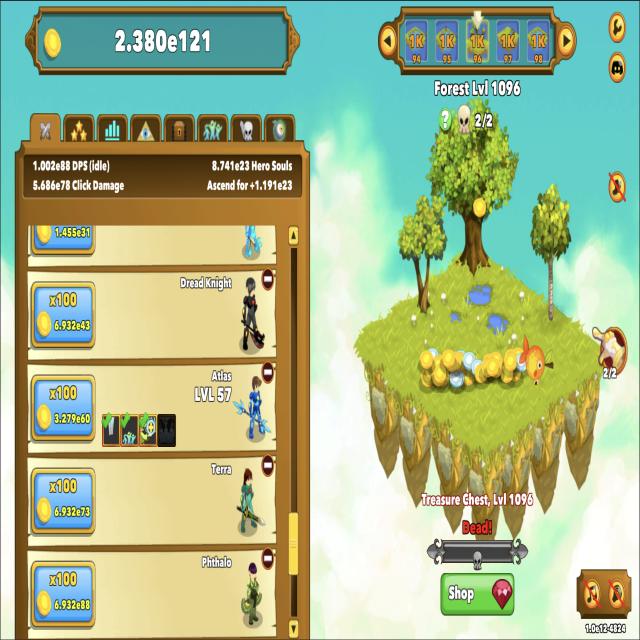 2.380e121
1K 1K 1K 1K 1K
94 95 96 97 98
Forest Lvl 1096
? 2/2
1.002e88 DPS (idle)
8.741e23 Hero Souls
5.686e78 Click Damage
Ascend for +1.191e23
1.455e31
Dread Knight
x100
6.932e43
Atlas
LVL 57
x100
3.279e60
Terra
x100
6.932e73
Phthalo
x100
6.932e88
2/2
Treasure Chest, Lvl 1096
Dead!
Shop
1.0e12-4824